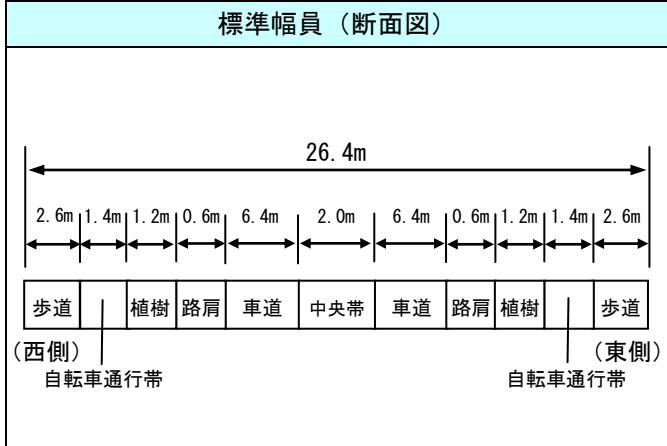 標準幅員（断面図）
26.4m
2.6m 1.4m 1.2m 0.6m 6.4m 2.0m 6.4m 0.6m 1.2m 1.4m 2.6m
歩道 植樹 路肩 車道 中央帯 車道 路肩 植樹 歩道
（西側） （東側）
自転車通行帯 自転車通行帯